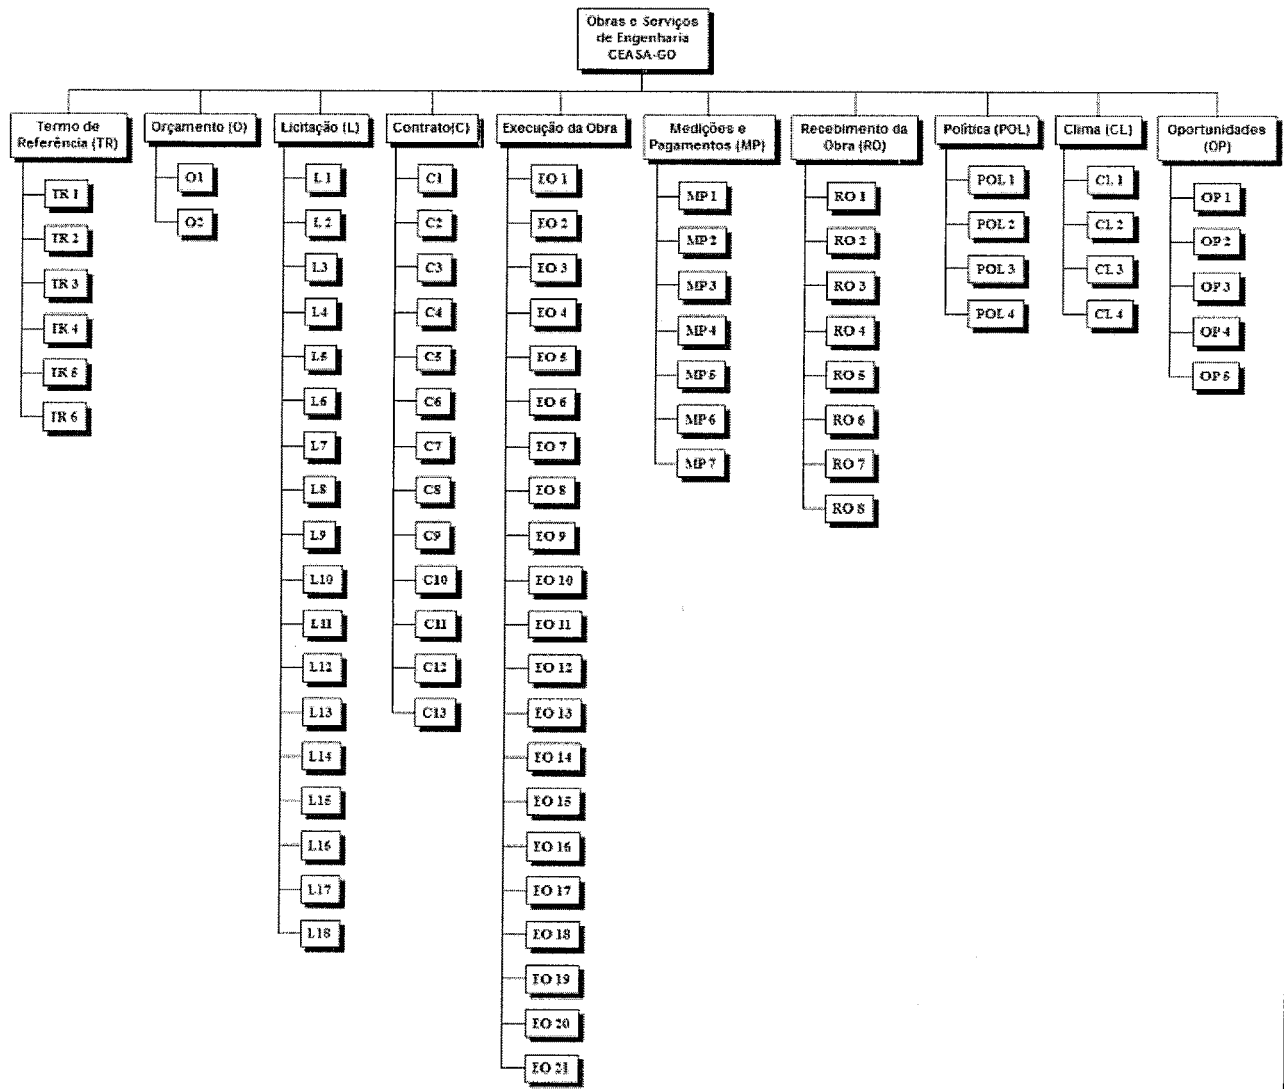 Obras e Serviços
de Engenharia
CEASA-GO
Termo de
Referência (TR)
TR 1
TR 2
TR 3
TR 4
TR 5
TR 6
Orçamento (O)
O1
O2
Licitação (L)
L1
L2
L3
L4
L5
L6
L7
L8
L9
L10
L11
L12
L13
L14
L15
L16
L17
L18
Contrato(C)
C1
C2
C3
C4
C5
C6
C7
C8
C9
C10
C11
C12
C13
Execução da Obra
EO 1
EO 2
EO 3
EO 4
EO 5
EO 6
EO 7
EO 8
EO 9
EO 10
EO 11
EO 12
EO 13
EO 14
EO 15
EO 16
EO 17
EO 18
EO 19
EO 20
EO 21
Medições e
Pagamentos (MP)
MP 1
MP 2
MP 3
MP 4
MP 5
MP 6
MP 7
Recebimento da
Obra (RO)
RO 1
RO 2
RO 3
RO 4
RO 5
RO 6
RO 7
RO 8
Política (POL)
POL 1
POL 2
POL 3
POL 4
Clima (CL)
CL 1
CL 2
CL 3
CL 4
Oportunidades
(OP)
OP 1
OP 2
OP 3
OP 4
OP 5